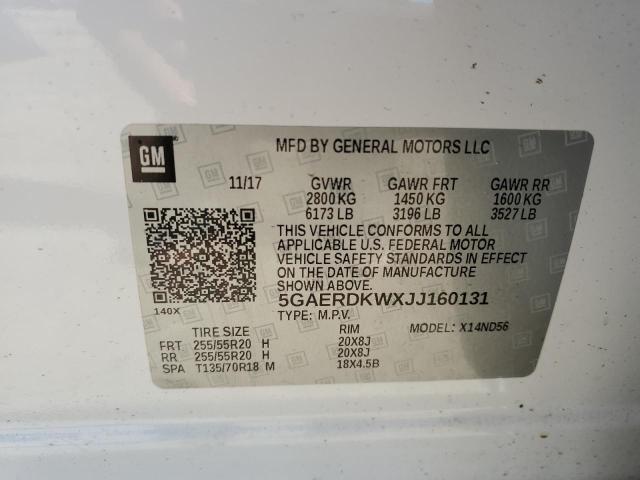 GM
MFD BY GENERAL MOTORS LLC
11/17 GVWR GAWR FRT GAWR RR
2800 KG 1450 KG 1600 KG
6173 LB 3196 LB 3527 LB
THIS VEHICLE CONFORMS TO ALL
APPLICABLE U.S. FEDERAL MOTOR
VEHICLE SAFETY STANDARDS IN EFFECT
ON THE DATE OF MANUFACTURE
SHOWN ABOVE.
140X 5GAERDKWXJJ160131
TYPE: M.P.V.
TIRE SIZE RIM MODEL: X14ND56
FRT 255/55R20 H 20X8J
RR 255/55R20 H 20X8J
SPA T135/70R18 M 18X4.5B